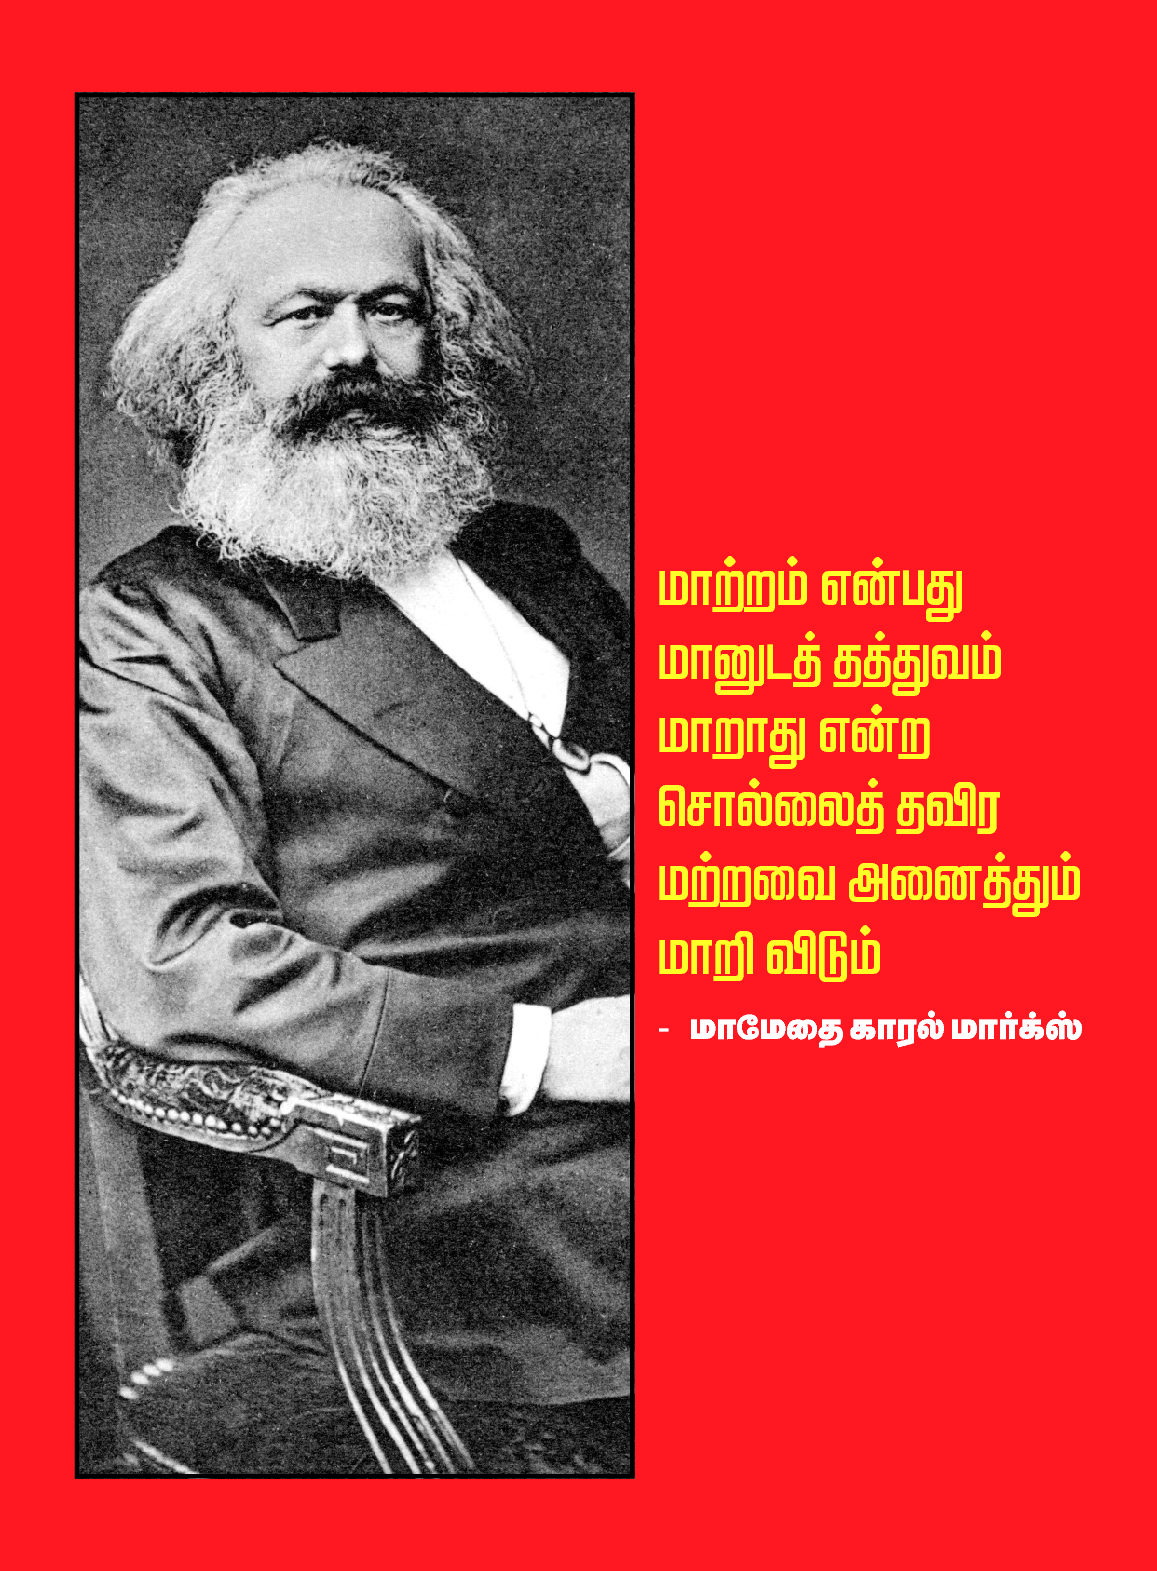 மாற்றம் என்பது
மானுடத் தத்துவம்
மாறாது என்ற
சொல்லைத் தவிர
மற்றவை அனைத்தும்
மாறி விடும்
- மாமேதை காரல் மார்க்ஸ்